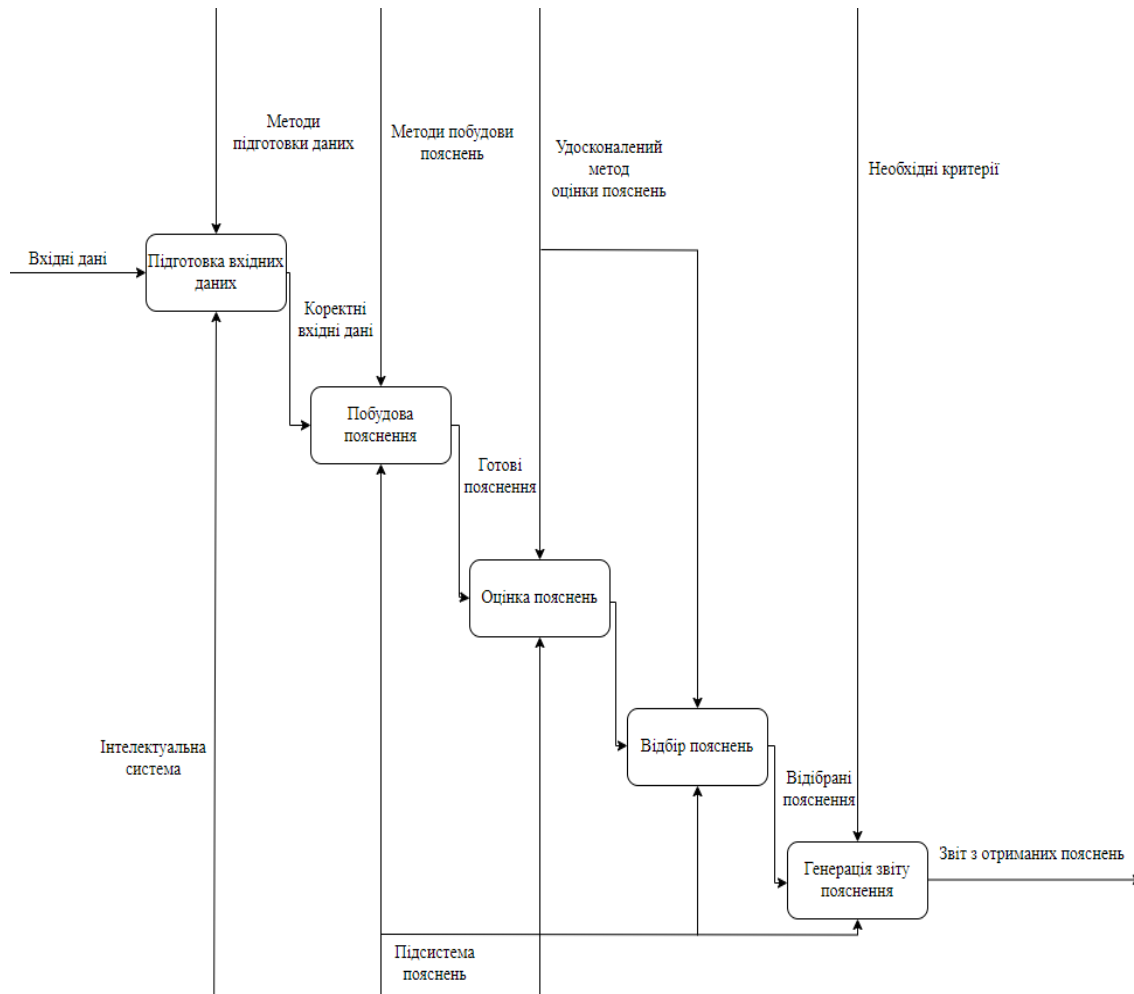 Методи
підготовки даних
Методи побудови
пояснень
Удосконалений
метод
оцінки пояснень
Необхідні критерії
Вхідні дані
Підготовка вхідних
даних
Коректні
вхідні дані
Побудова
пояснення
Готові
пояснення
Оцінка пояснень
Відбір пояснень
Інтелектуальна
система
Відібрані
пояснення
Генерація звіту
пояснення
Звіт з отриманих пояснень
Підсистема
пояснень